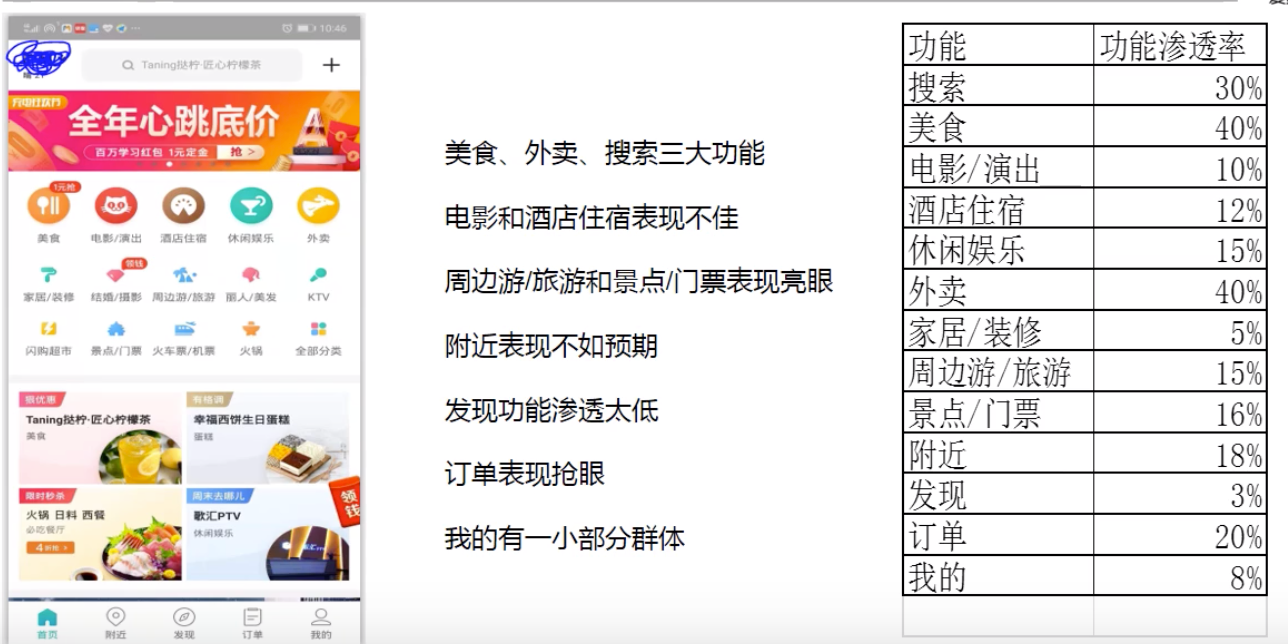 10:46
Taning挞柠·匠心柠檬茶
全年心跳底价
百万学习红包 1元定金 抢 >
1元抢
美食 电影/演出 酒店住宿 休闲娱乐 外卖
领钱
家居/装修 结婚/摄影 周边游/旅游 丽人/美发 KTV
闪购超市 景点/门票 火车票/机票 火锅 全部分类
狠优惠
Taning挞柠·匠心柠檬茶
美食
有格调
幸福西饼生日蛋糕
蛋糕
限时秒杀
火锅 日料 西餐
必吃餐厅
4折抢 >
周末去哪儿
歌汇PTV
休闲娱乐
领钱
首页 附近 发现 订单 我的
美食、外卖、搜索三大功能
电影和酒店住宿表现不佳
周边游/旅游和景点/门票表现亮眼
附近表现不如预期
发现功能渗透太低
订单表现抢眼
我的有一小部分群体
功能 功能渗透率
搜索 30%
美食 40%
电影/演出 10%
酒店住宿 12%
休闲娱乐 15%
外卖 40%
家居/装修 5%
周边游/旅游 15%
景点/门票 16%
附近 18%
发现 3%
订单 20%
我的 8%